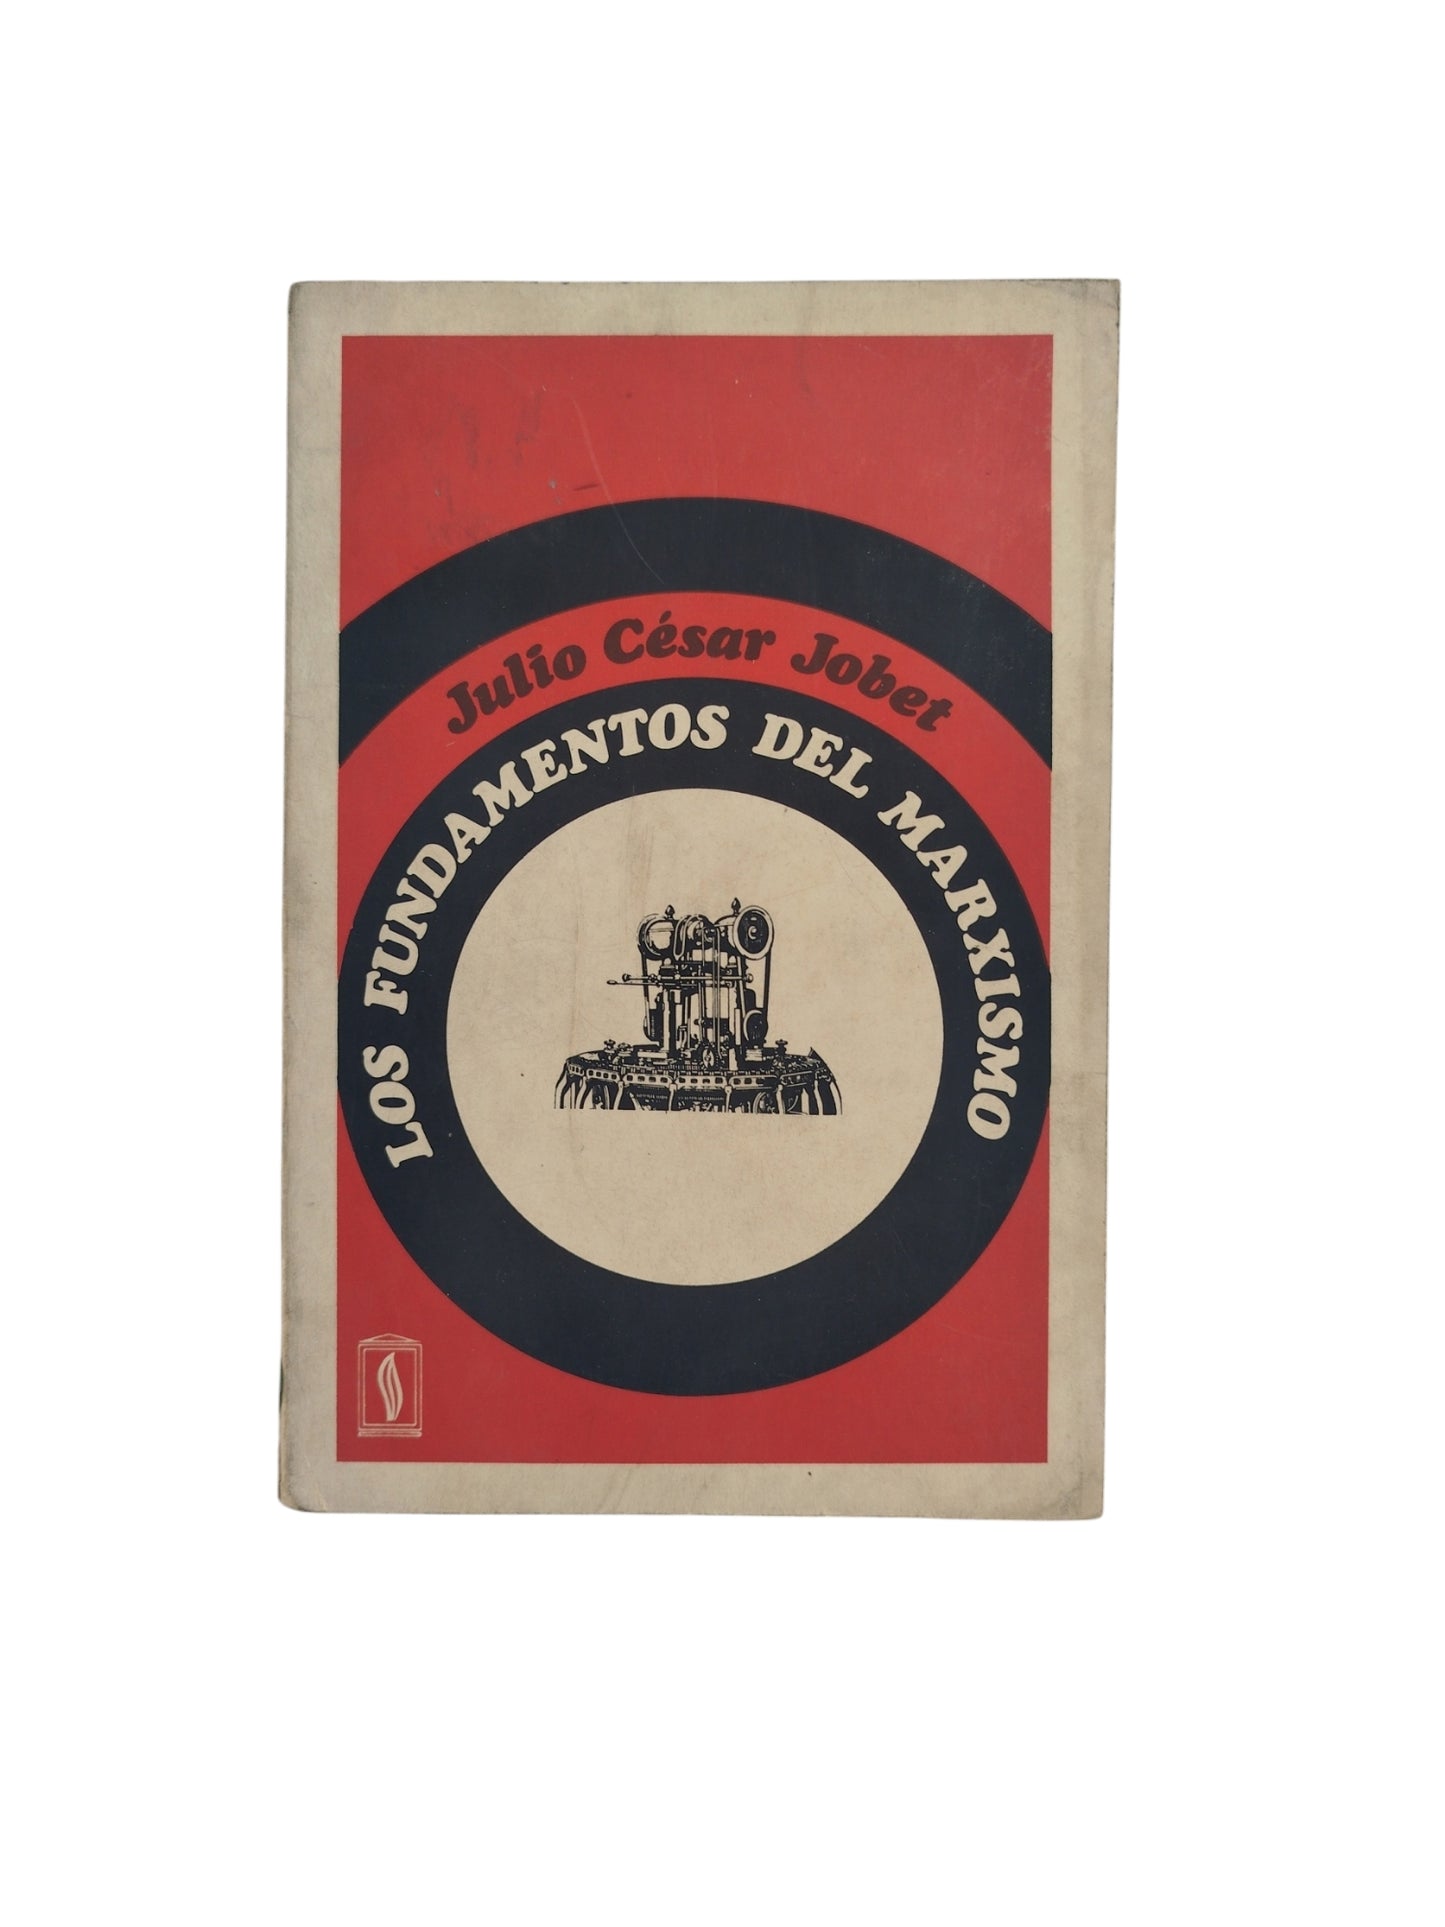 Julio César Jobet
LOS FUNDAMENTOS DEL MARXISMO